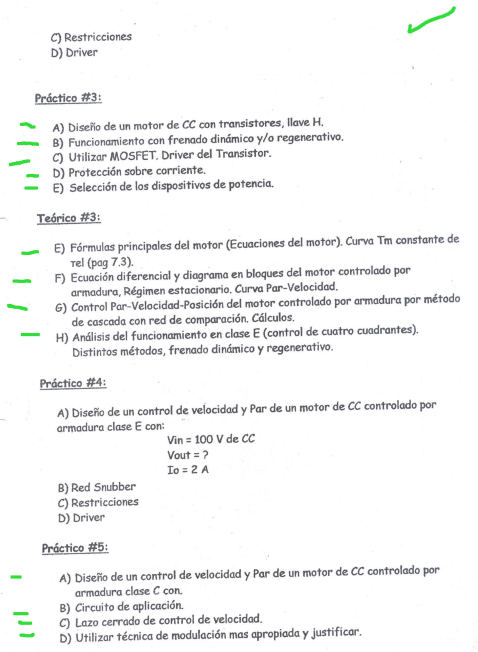 C) Restricciones
D) Driver
Práctico #3:
A) Diseño de un motor de CC con transistores, llave H.
B) Funcionamiento con frenado dinámico y/o regenerativo.
C) Utilizar MOSFET. Driver del Transistor.
D) Protección sobre corriente.
E) Selección de los dispositivos de potencia.
Teórico #3:
E) Fórmulas principales del motor (Ecuaciones del motor). Curva Tm constante de
τel (pag 7.3).
F) Ecuación diferencial y diagrama en bloques del motor controlado por
armadura, Régimen estacionario. Curva Par-Velocidad.
G) Control Par-Velocidad-Posición del motor controlado por armadura por método
de cascada con red de comparación. Cálculos.
H) Análisis del funcionamiento en clase E (control de cuatro cuadrantes).
Distintos métodos, frenado dinámico y regenerativo.
Práctico #4:
A) Diseño de un control de velocidad y Par de un motor de CC controlado por
armadura clase E con:
Vin = 100 V de CC
Vout = ?
Io = 2 A
B) Red Snubber
C) Restricciones
D) Driver
Práctico #5:
A) Diseño de un control de velocidad y Par de un motor de CC controlado por
armadura clase C con.
B) Circuito de aplicación.
C) Lazo cerrado de control de velocidad.
D) Utilizar técnica de modulación mas apropiada y justificar.